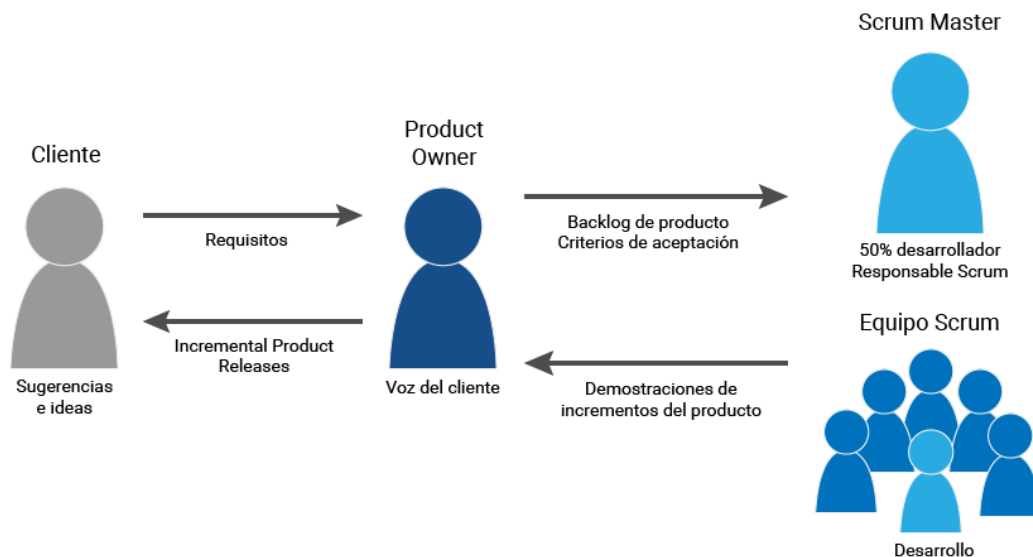 Cliente
Sugerencias
e ideas
Requisitos
Incremental Product
Releases
Product
Owner
Voz del cliente
Backlog de producto
Criterios de aceptación
Demostraciones de
incrementos del producto
Scrum Master
50% desarrollador
Responsable Scrum
Equipo Scrum
Desarrollo